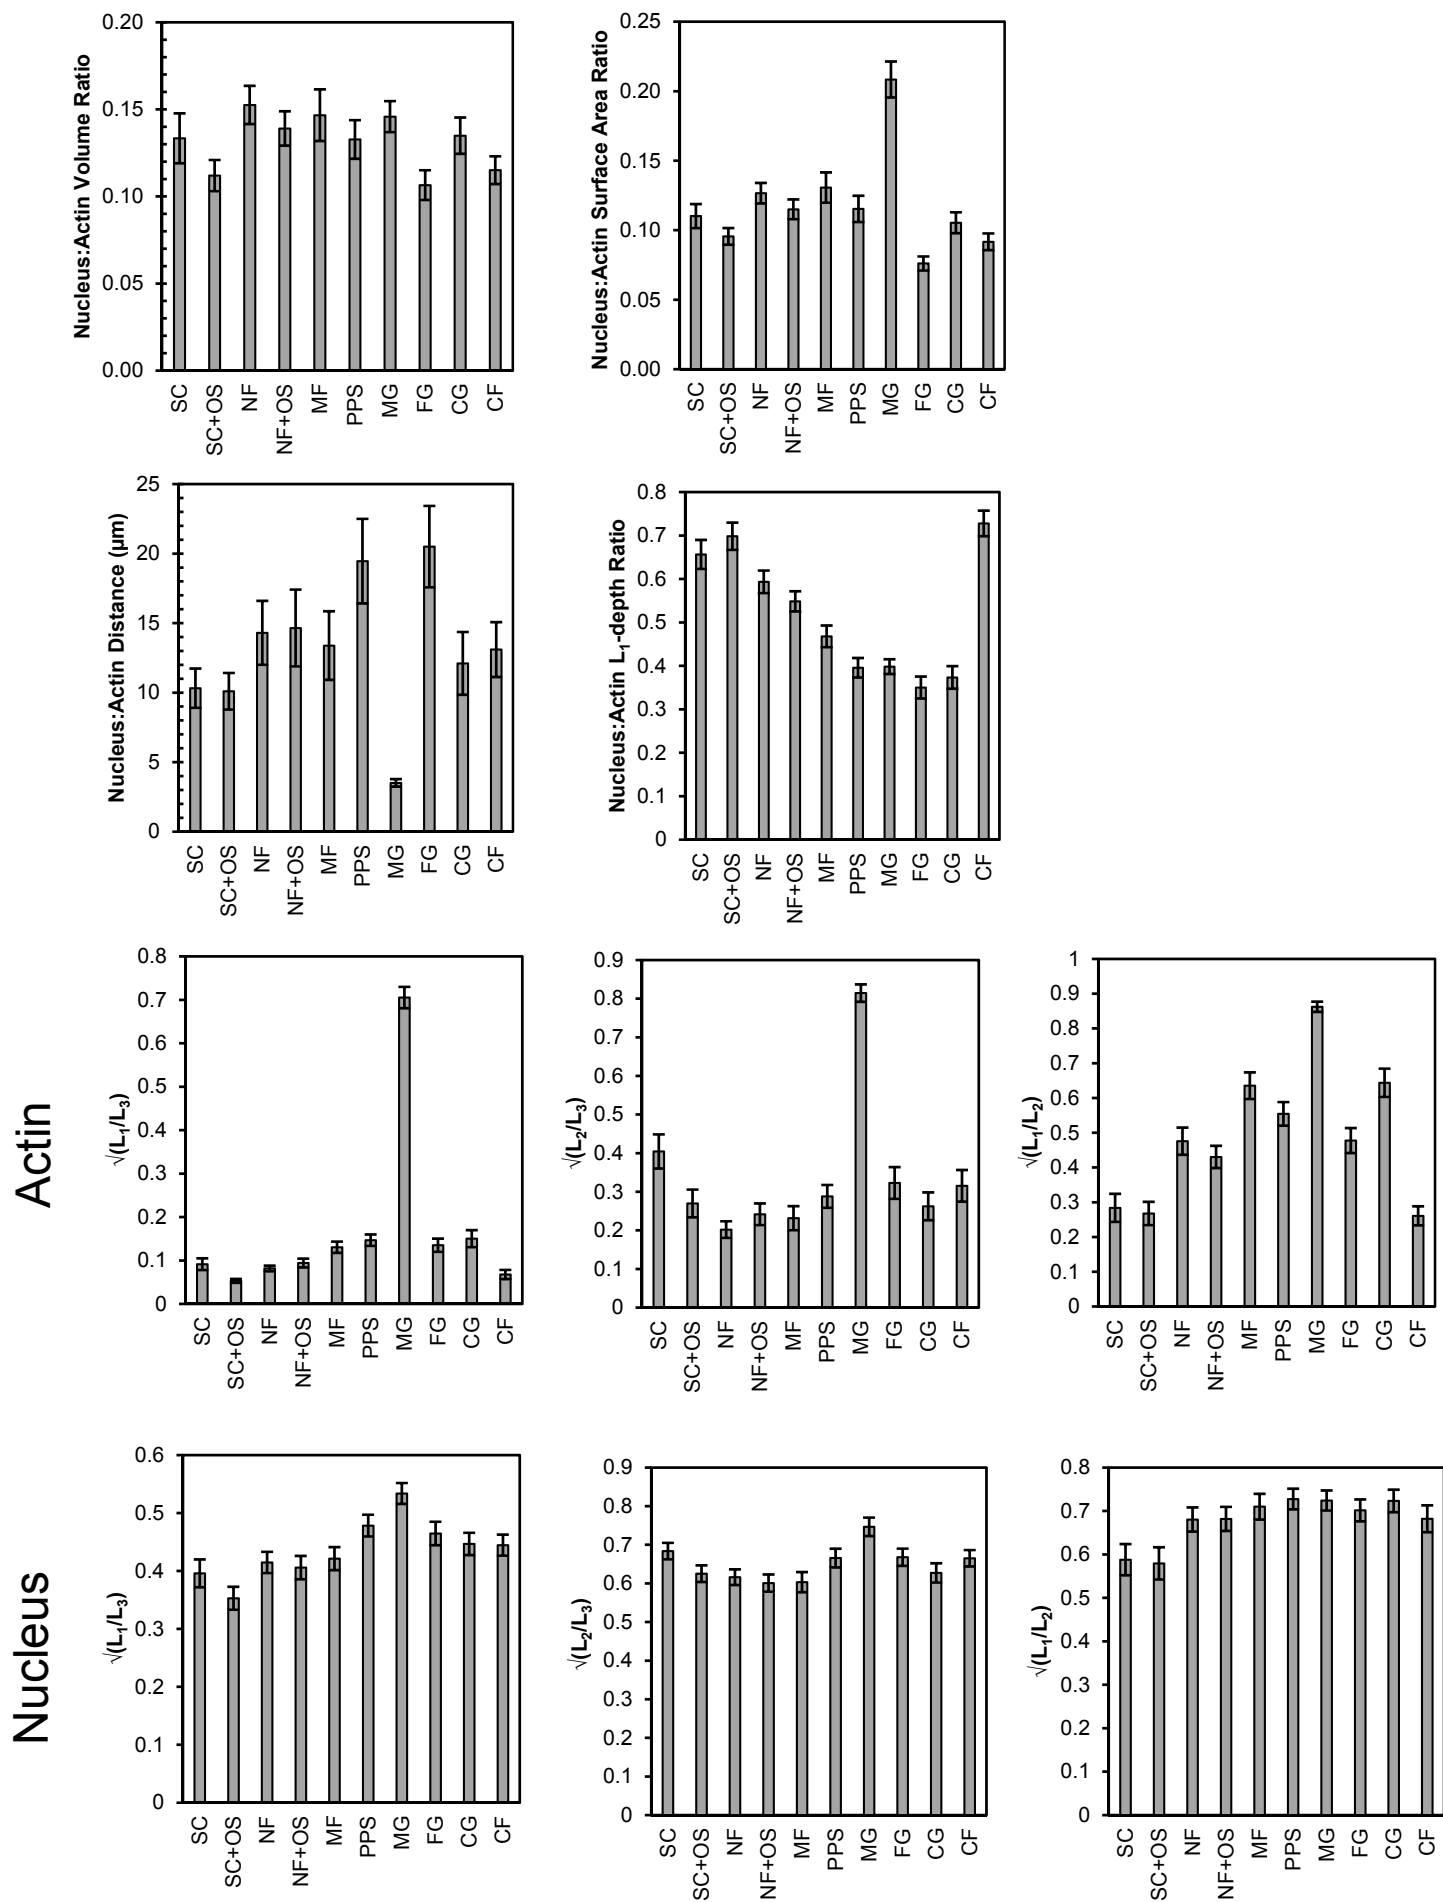 Nucleus:Actin Volume Ratio
0.20
0.15
0.10
0.05
0.00
SC
SC+OS
NF
NF+OS
MF
PPS
MG
FG
CG
CF
Nucleus:Actin Surface Area Ratio
0.25
0.20
0.15
0.10
0.05
0.00
SC
SC+OS
NF
NF+OS
MF
PPS
MG
FG
CG
CF
Nucleus:Actin Distance (µm)
25
20
15
10
5
0
SC
SC+OS
NF
NF+OS
MF
PPS
MG
FG
CG
CF
Nucleus:Actin L₁-depth Ratio
0.8
0.7
0.6
0.5
0.4
0.3
0.2
0.1
0
SC
SC+OS
NF
NF+OS
MF
PPS
MG
FG
CG
CF
Actin
√(L₁/L₃)
0.8
0.7
0.6
0.5
0.4
0.3
0.2
0.1
0
SC
SC+OS
NF
NF+OS
MF
PPS
MG
FG
CG
CF
√(L₂/L₃)
0.9
0.8
0.7
0.6
0.5
0.4
0.3
0.2
0.1
0
SC
SC+OS
NF
NF+OS
MF
PPS
MG
FG
CG
CF
√(L₁/L₂)
1
0.9
0.8
0.7
0.6
0.5
0.4
0.3
0.2
0.1
0
SC
SC+OS
NF
NF+OS
MF
PPS
MG
FG
CG
CF
Nucleus
√(L₁/L₃)
0.6
0.5
0.4
0.3
0.2
0.1
0
SC
SC+OS
NF
NF+OS
MF
PPS
MG
FG
CG
CF
√(L₂/L₃)
0.9
0.8
0.7
0.6
0.5
0.4
0.3
0.2
0.1
0
SC
SC+OS
NF
NF+OS
MF
PPS
MG
FG
CG
CF
√(L₁/L₂)
0.8
0.7
0.6
0.5
0.4
0.3
0.2
0.1
0
SC
SC+OS
NF
NF+OS
MF
PPS
MG
FG
CG
CF